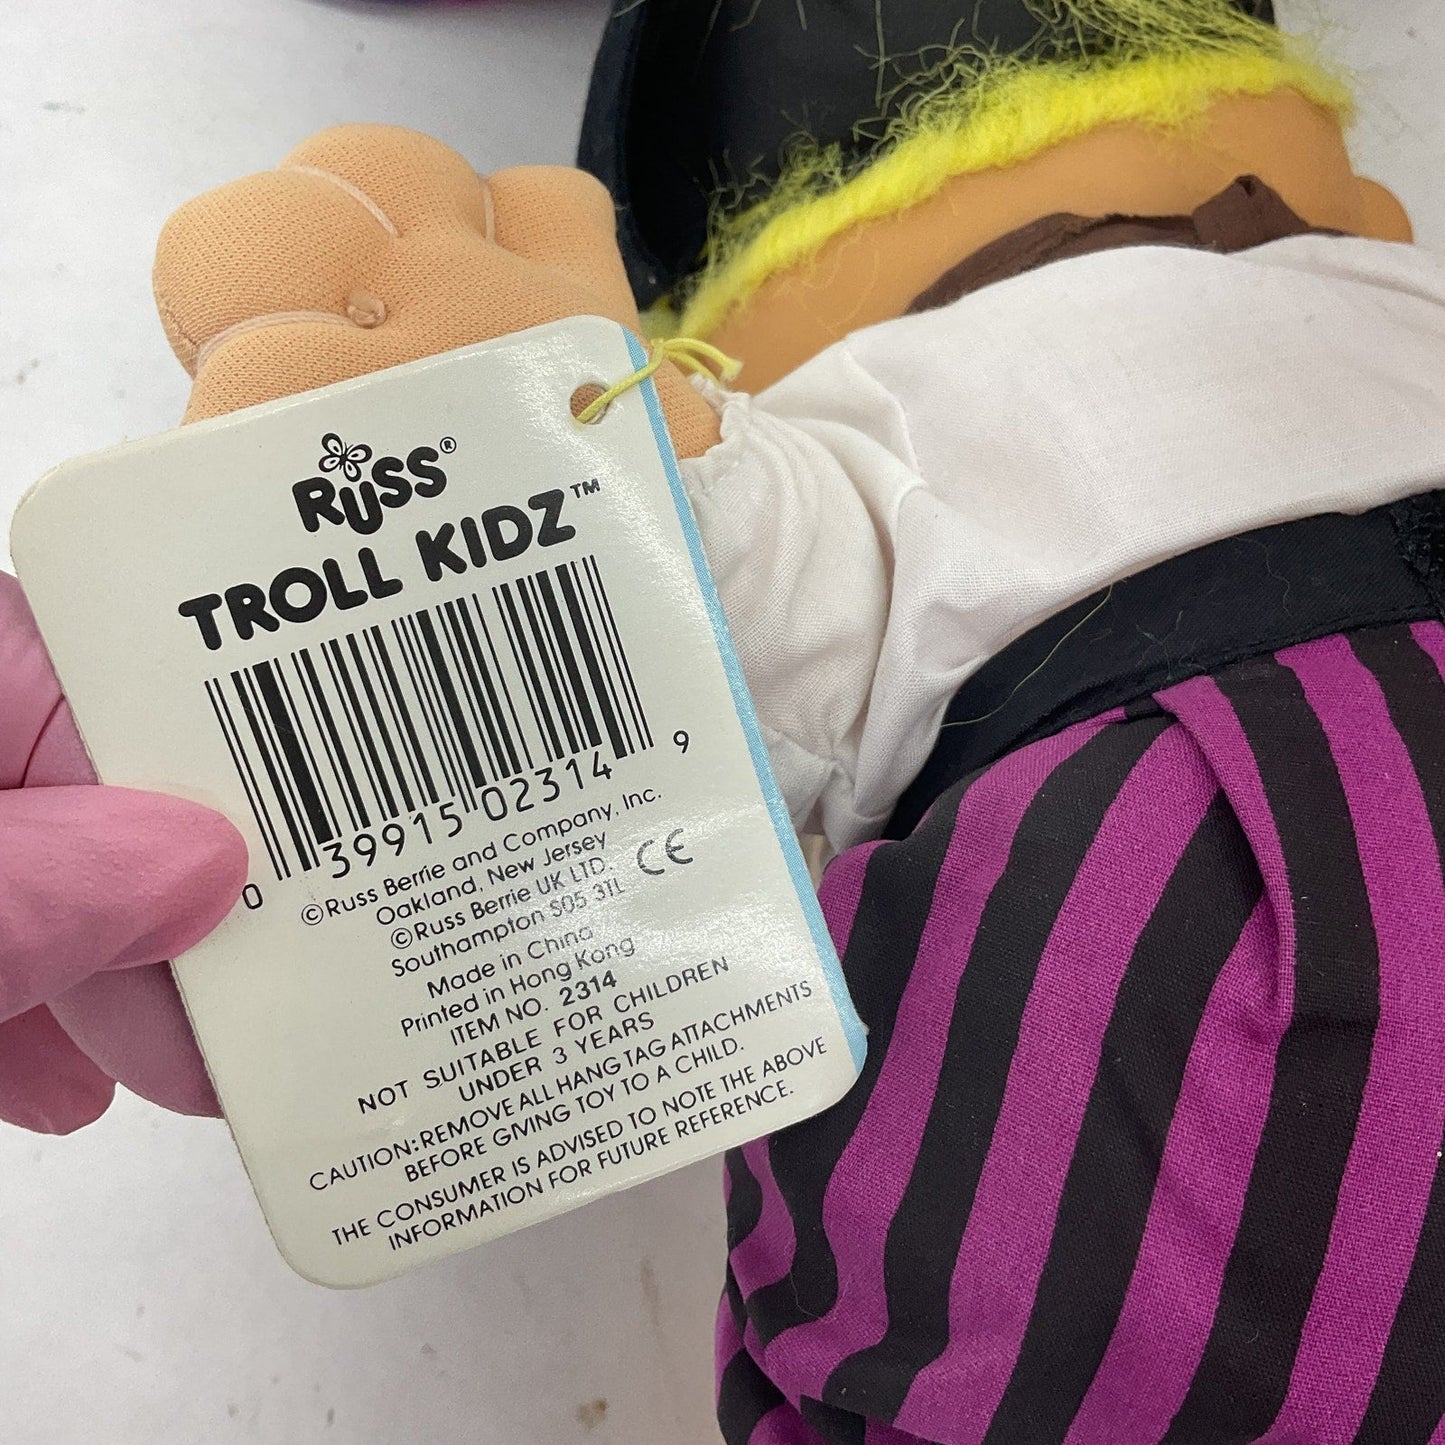 RUSS®
TROLL KIDZ™
0 39915 02314 9
©Russ Berrie and Company, Inc.
Oakland, New Jersey
©Russ Berrie UK LTD.
Southampton S05 3TL
CE
Made in China
Printed in Hong Kong
ITEM NO. 2314
NOT SUITABLE FOR CHILDREN
UNDER 3 YEARS
CAUTION:REMOVE ALL HANG TAG ATTACHMENTS
BEFORE GIVING TOY TO A CHILD.
THE CONSUMER IS ADVISED TO NOTE THE ABOVE
INFORMATION FOR FUTURE REFERENCE.